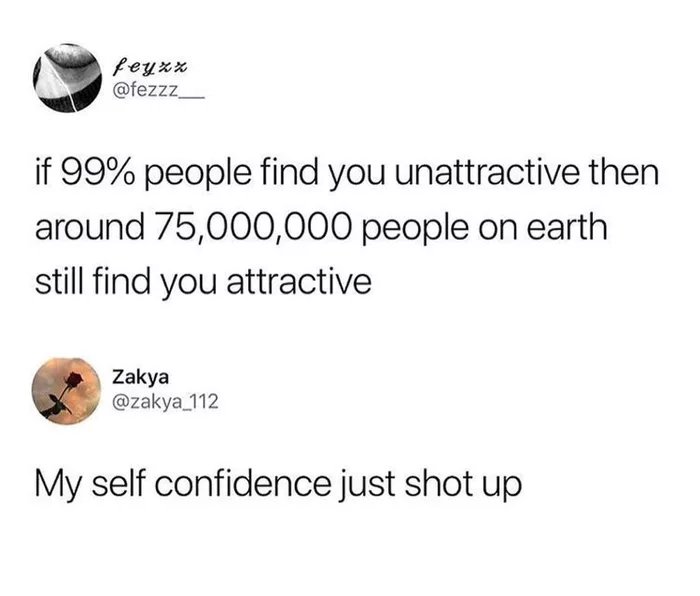 feyzz
@fezzz__
if 99% people find you unattractive then
around 75,000,000 people on earth
still find you attractive
Zakya
@zakya_112
My self confidence just shot up